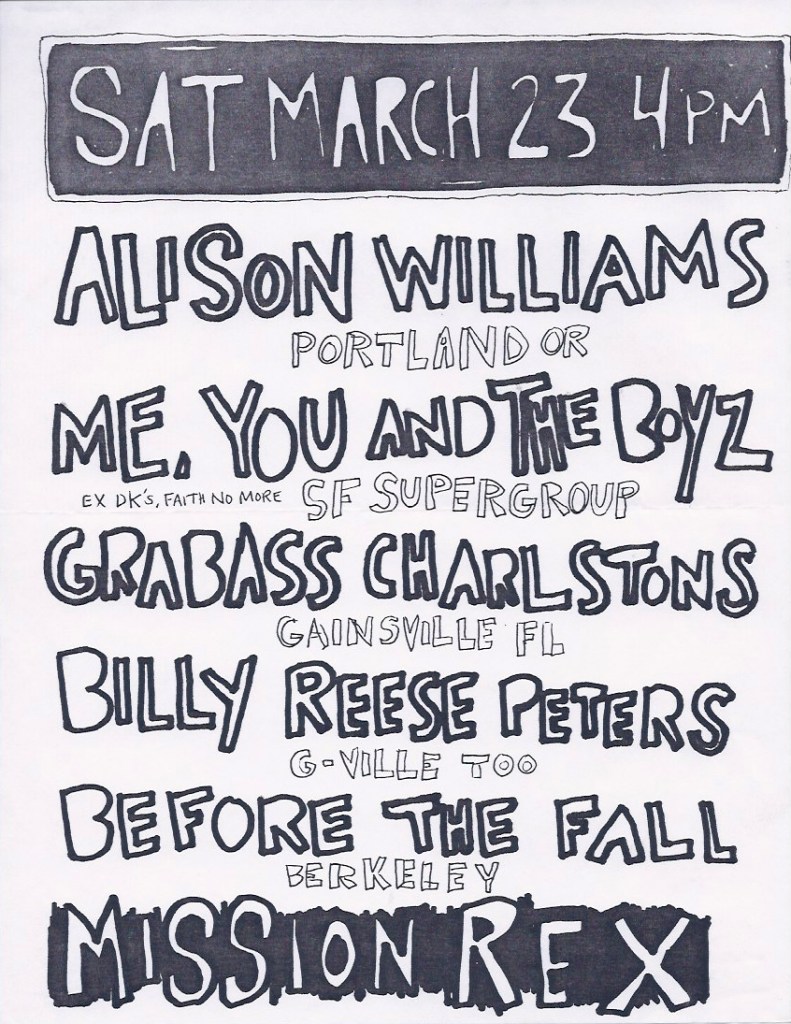 SAT MARCH 23 4PM
ALISON WILLIAMS
PORTLAND OR
ME, YOU AND THE BOYZ
EX DK'S, FAITH NO MORE SF SUPERGROUP
GRABASS CHARLSTONS
GAINSVILLE FL
BILLY REESE PETERS
G-VILLE TOO
BEFORE THE FALL
BERKELEY
MISSION REX